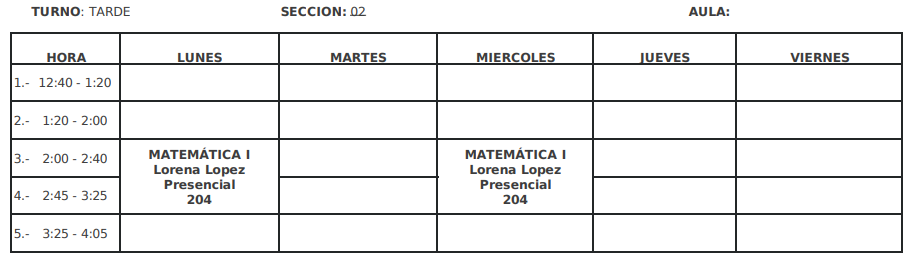 TURNO: TARDE SECCION: 02 AULA:
HORA LUNES MARTES MIERCOLES JUEVES VIERNES
1.- 12:40 - 1:20
2.- 1:20 - 2:00
3.- 2:00 - 2:40
MATEMÁTICA I
Lorena Lopez
Presencial
204
MATEMÁTICA I
Lorena Lopez
Presencial
204
4.- 2:45 - 3:25
5.- 3:25 - 4:05